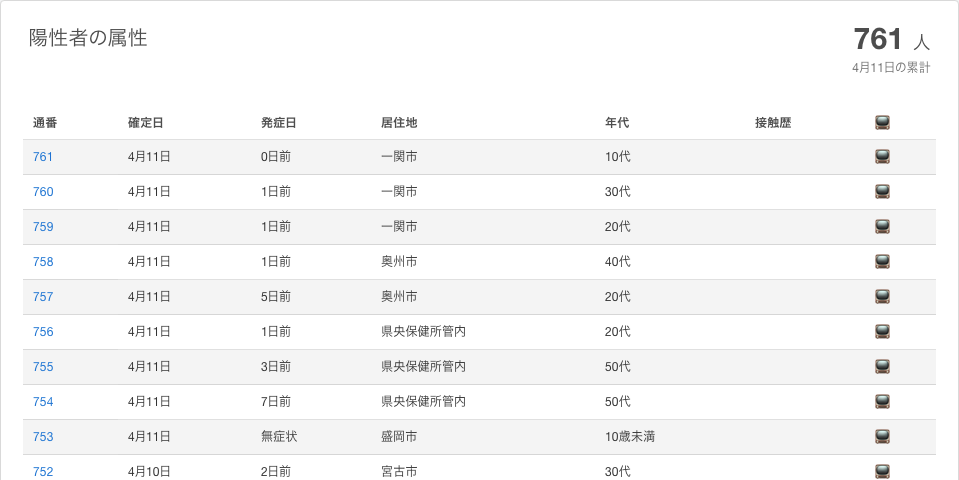 陽性者の属性
761 人
4月11日の累計
通番 確定日 発症日 居住地 年代 接触歴
761 4月11日 0日前 一関市 10代
760 4月11日 1日前 一関市 30代
759 4月11日 1日前 一関市 20代
758 4月11日 1日前 奥州市 40代
757 4月11日 5日前 奥州市 20代
756 4月11日 1日前 県央保健所管内 20代
755 4月11日 3日前 県央保健所管内 50代
754 4月11日 7日前 県央保健所管内 50代
753 4月11日 無症状 盛岡市 10歳未満
752 4月10日 2日前 宮古市 30代